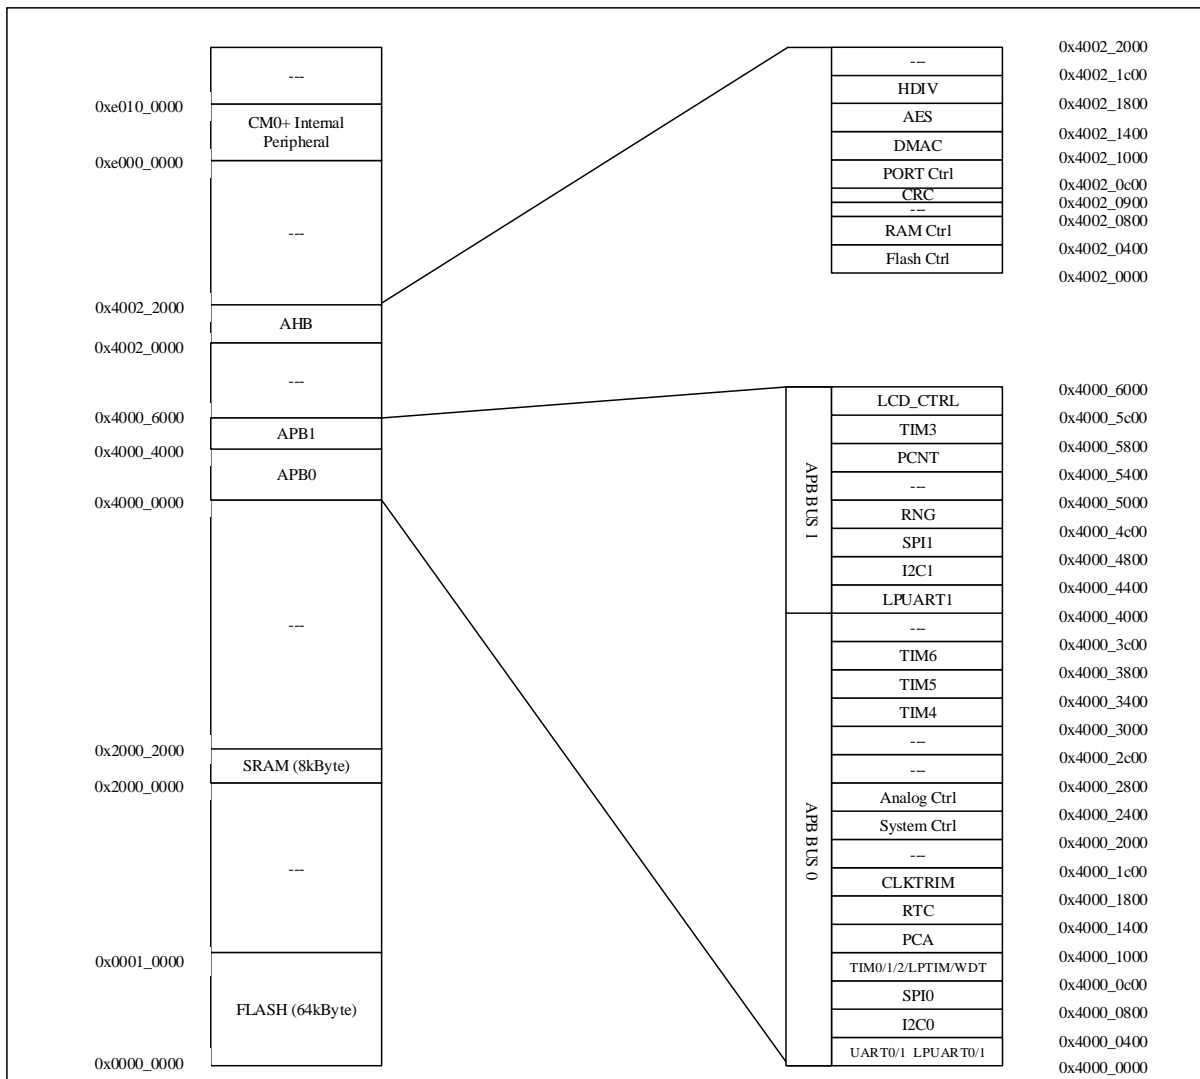 ---
0xe010_0000
CM0+ Internal
Peripheral
0xe000_0000
---
0x4002_2000
AHB
0x4002_0000
---
0x4000_6000
APB1
0x4000_4000
APB0
0x4000_0000
---
0x2000_2000
SRAM (8kByte)
0x2000_0000
---
0x0001_0000
FLASH (64kByte)
0x0000_0000
0x4002_2000
---
0x4002_1c00
HDIV
0x4002_1800
AES
0x4002_1400
DMAC
0x4002_1000
PORT Ctrl
0x4002_0c00
CRC
0x4002_0900
---
0x4002_0800
RAM Ctrl
0x4002_0400
Flash Ctrl
0x4002_0000
APB BUS 1
0x4000_6000
LCD_CTRL
0x4000_5c00
TIM3
0x4000_5800
PCNT
0x4000_5400
---
0x4000_5000
RNG
0x4000_4c00
SPI1
0x4000_4800
I2C1
0x4000_4400
LPUART1
0x4000_4000
APB BUS 0
---
0x4000_3c00
TIM6
0x4000_3800
TIM5
0x4000_3400
TIM4
0x4000_3000
---
0x4000_2c00
---
0x4000_2800
Analog Ctrl
0x4000_2400
System Ctrl
0x4000_2000
---
0x4000_1c00
CLKTRIM
0x4000_1800
RTC
0x4000_1400
PCA
0x4000_1000
TIM0/1/2/LPTIM/WDT
0x4000_0c00
SPI0
0x4000_0800
I2C0
0x4000_0400
UART0/1 LPUART0/1
0x4000_0000